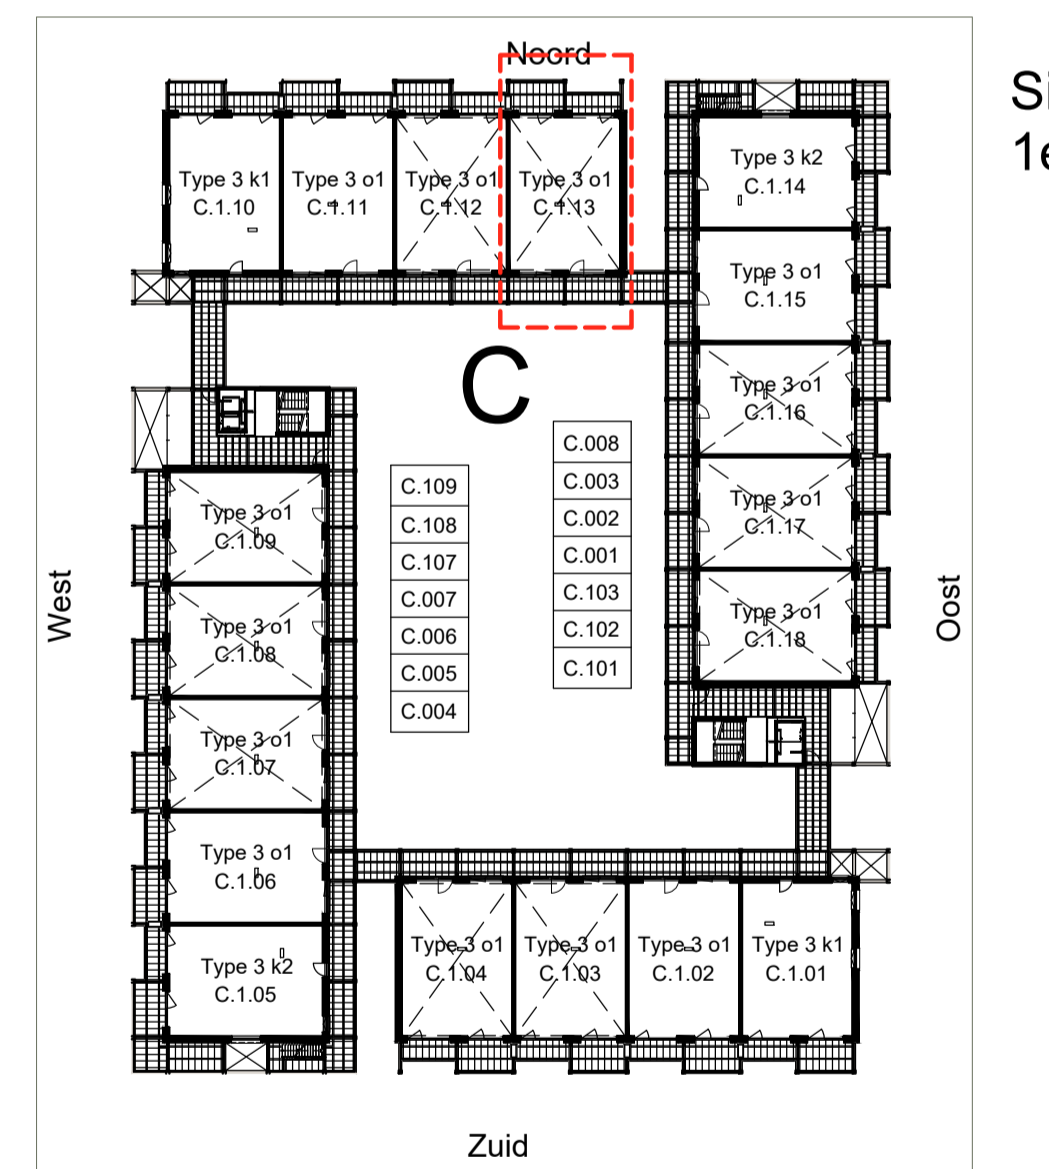 Noord
Si
1e
Type 3 k1
C.1.10
Type 3 o1
C.1.11
Type 3 o1
C.1.12
Type 3 o1
C.1.13
Type 3 k2
C.1.14
Type 3 o1
C.1.15
Type 3 o1
C.1.16
Type 3 o1
C.1.17
Type 3 o1
C.1.18
C
C.008
C.003
C.002
C.001
C.103
C.102
C.101
C.109
C.108
C.107
C.007
C.006
C.005
C.004
West
Oost
Type 3 o1
C.1.09
Type 3 o1
C.1.08
Type 3 o1
C.1.07
Type 3 o1
C.1.06
Type 3 k2
C.1.05
Type 3 o1
C.1.04
Type 3 o1
C.1.03
Type 3 o1
C.1.02
Type 3 k1
C.1.01
Zuid